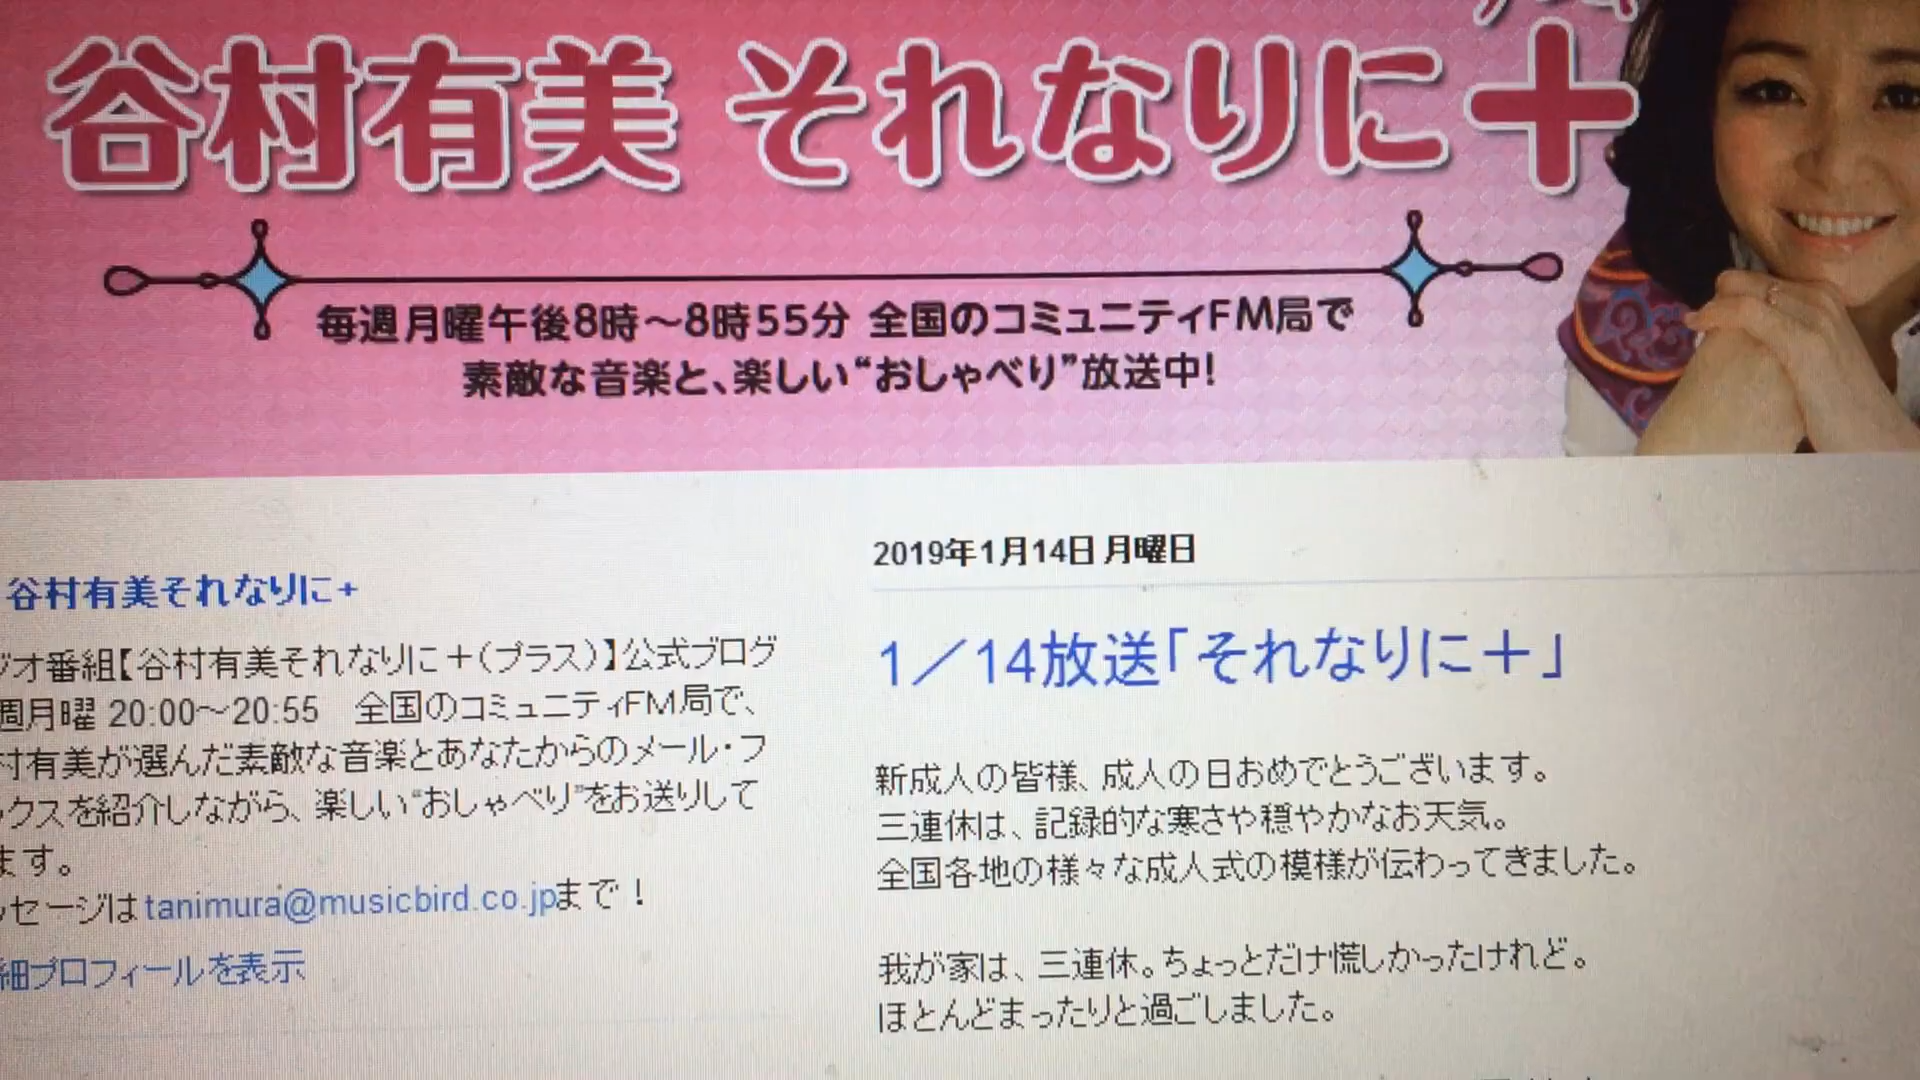 谷村有美 それなりに＋
毎週月曜午後8時～8時55分 全国のコミュニティFM局で
素敵な音楽と、楽しい“おしゃべり”放送中!
谷村有美それなりに+
ジオ番組【谷村有美それなりに＋(プラス)】公式ブログ
週月曜 20:00～20:55　全国のコミュニティFM局で、
村有美が選んだ素敵な音楽とあなたからのメール・フ
ックスを紹介しながら、楽しい“おしゃべり”をお送りして
ます。
ッセージはtanimura@musicbird.co.jpまで！
細プロフィールを表示
2019年1月14日 月曜日
1／14放送「それなりに＋」
新成人の皆様、成人の日おめでとうございます。
三連休は、記録的な寒さや穏やかなお天気。
全国各地の様々な成人式の模様が伝わってきました。
我が家は、三連休。ちょっとだけ慌しかったけれど。
ほとんどまったりと過ごしました。